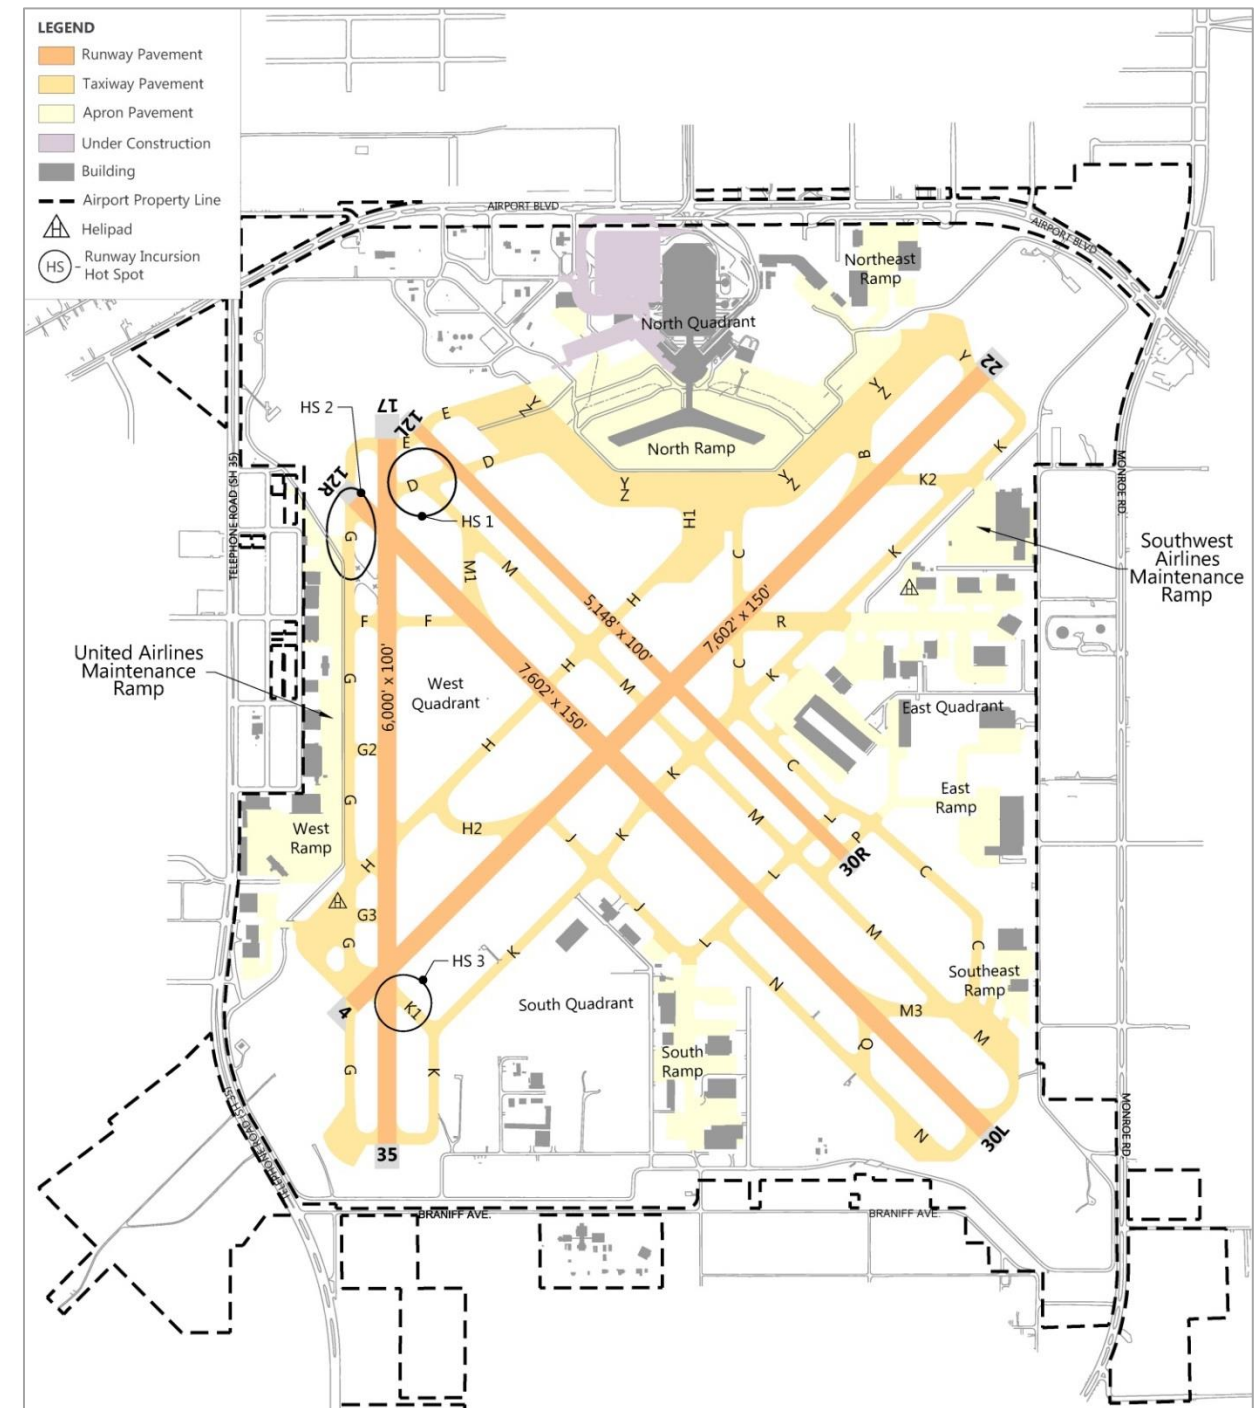 LEGEND
Runway Pavement
Taxiway Pavement
Apron Pavement
Under Construction
Building
Airport Property Line
H
Helipad
HS
Runway Incursion
Hot Spot
AIRPORT BLVD
AIRPORT BLVD
Northeast
Ramp
North Quadrant
North Ramp
HS 2
17
12L
E
E
Y
Z
22
Y
Y
Z
K
TELEPHONE ROAD (SH 35)
12R
D
D
HS 1
Y
Z
Y
Z
B
K2
MONROE RD
G
M1
M
H1
C
K
Southwest
Airlines
Maintenance
Ramp
H
F
F
H
5,148' x 100'
7,602' x 150'
R
United Airlines
Maintenance
Ramp
G
6,000' x 100'
West
Quadrant
H
7,602' x 150'
M
C
K
East Quadrant
G2
H
K
C
East
Ramp
G
H2
J
K
M
L
P
30R
West
Ramp
H
L
C
H
G3
G
J
M
K
L
C
HS 3
Southeast
Ramp
4
K1
South Quadrant
N
M3
M
South
Ramp
Q
G
K
N
30L
35
TELEPHONE ROAD (SH 35)
MONROE RD
BRANIFF AVE.
BRANIFF AVE.